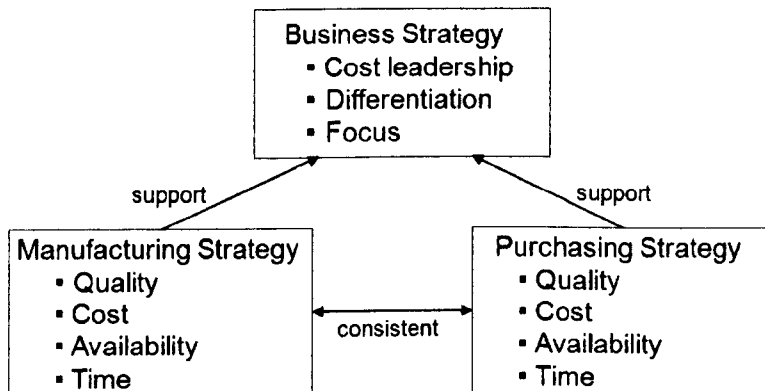 Business Strategy
▪ Cost leadership
▪ Differentiation
▪ Focus
support
support
Manufacturing Strategy
▪ Quality
▪ Cost
▪ Availability
▪ Time
consistent
Purchasing Strategy
▪ Quality
▪ Cost
▪ Availability
▪ Time